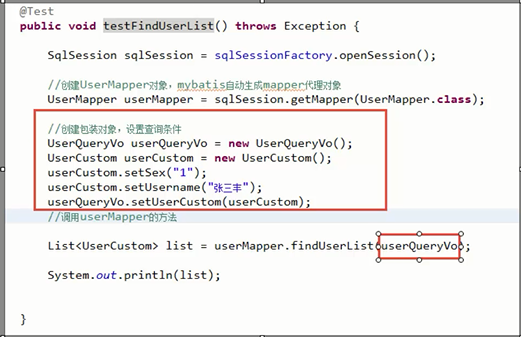 @Test
public void testFindUserList() throws Exception {
SqlSession sqlSession = sqlSessionFactory.openSession();
//创建UserMapper对象，mybatis自动生成mapper代理对象
UserMapper userMapper = sqlSession.getMapper(UserMapper.class);
//创建包装对象，设置查询条件
UserQueryVo userQueryVo = new UserQueryVo();
UserCustom userCustom = new UserCustom();
userCustom.setSex("1");
userCustom.setUsername("张三丰");
userQueryVo.setUserCustom(userCustom);
//调用userMapper的方法
List<UserCustom> list = userMapper.findUserList(userQueryVo);
System.out.println(list);
}